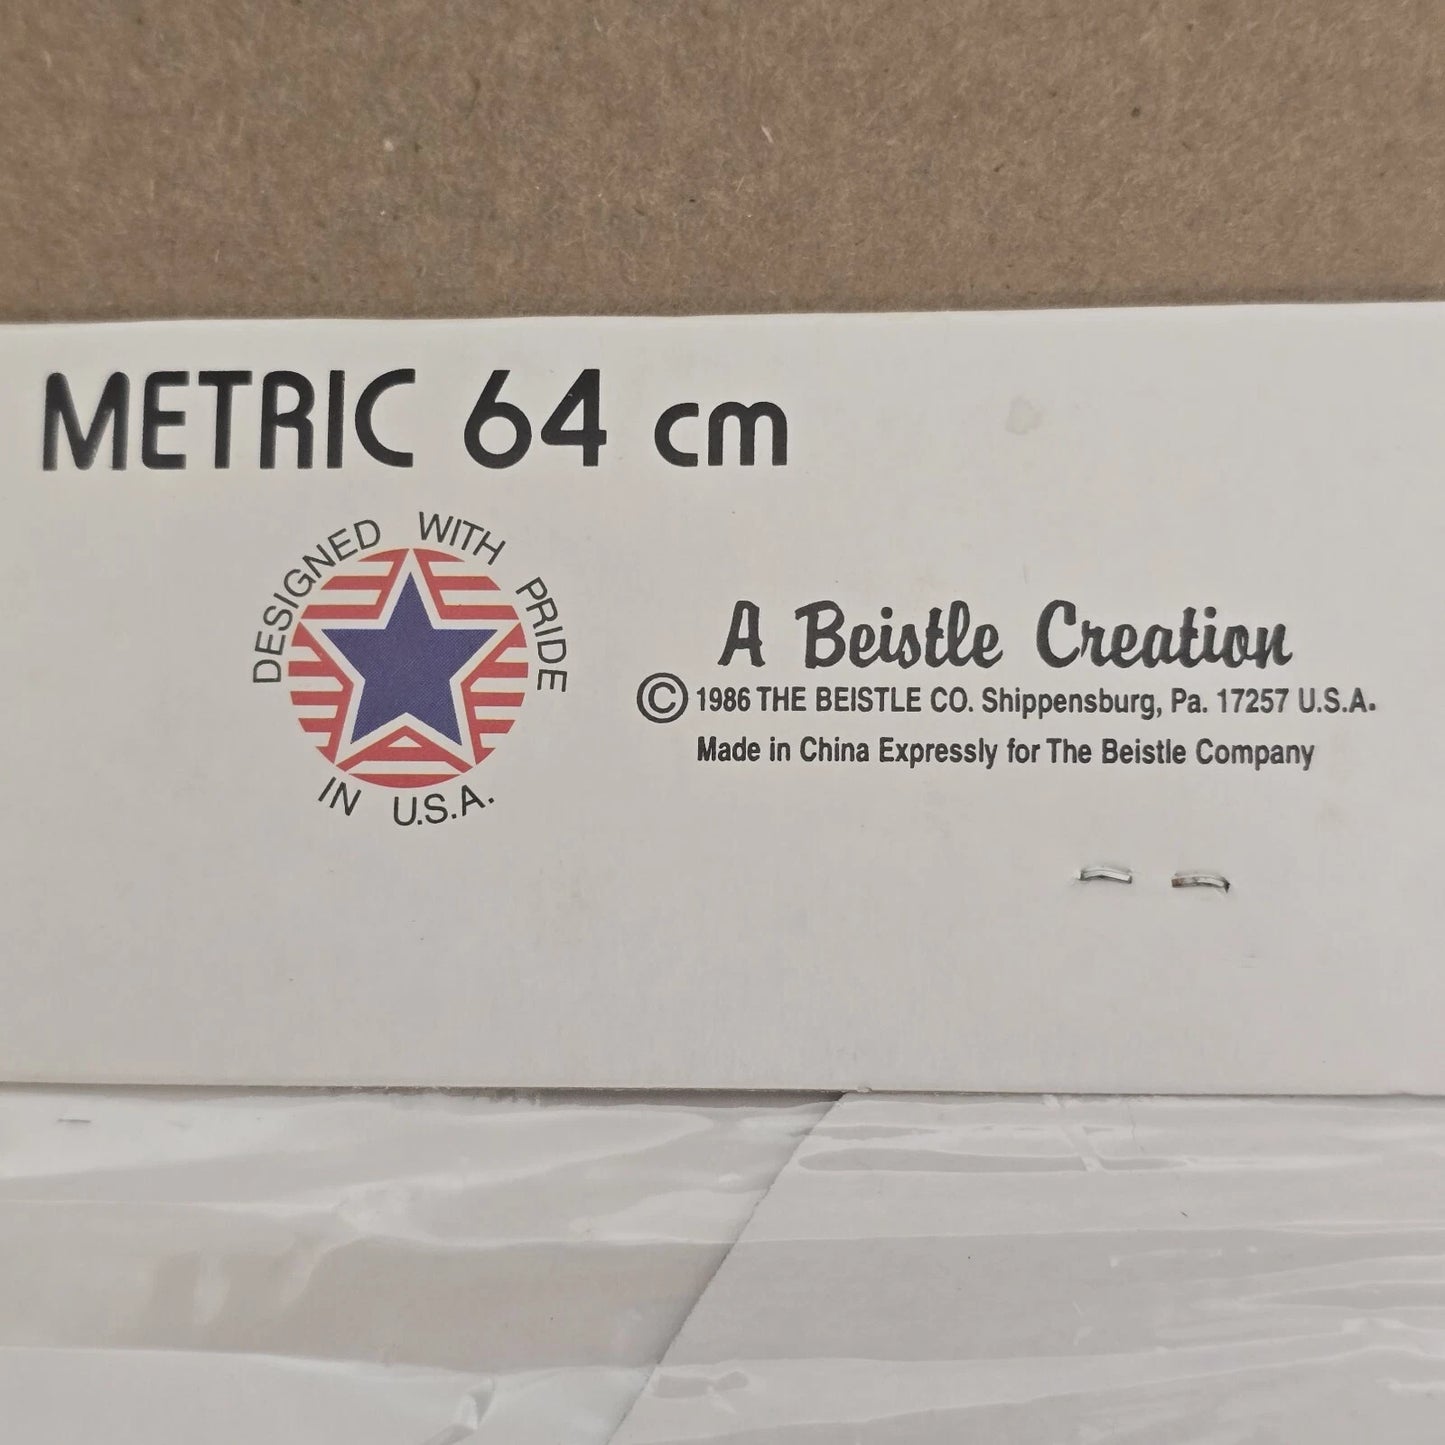 METRIC 64 cm
DESIGNED WITH PRIDE
IN U.S.A.
A Beistle Creation
© 1986 THE BEISTLE CO. Shippensburg, Pa. 17257 U.S.A.
Made in China Expressly for The Beistle Company